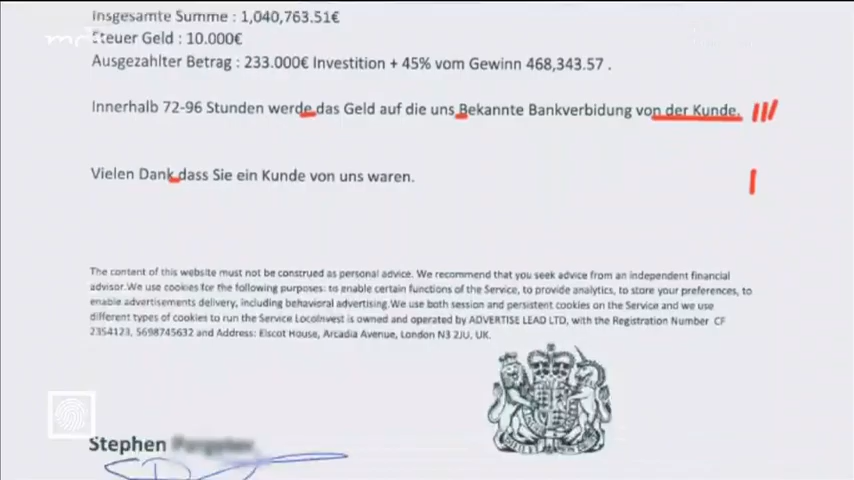 Insgesamte Summe : 1,040,763.51€
Steuer Geld : 10.000€
Ausgezahlter Betrag : 233.000€ Investition + 45% vom Gewinn 468,343.57 .
Innerhalb 72-96 Stunden werde das Geld auf die uns Bekannte Bankverbidung von der Kunde.
Vielen Dank dass Sie ein Kunde von uns waren.
The content of this website must not be construed as personal advice. We recommend that you seek advice from an independent financial
advisor.We use cookies for the following purposes: to enable certain functions of the Service, to provide analytics, to store your preferences, to
enable advertisements delivery, including behavioral advertising.We use both session and persistent cookies on the Service and we use
different types of cookies to run the Service LocoInvest is owned and operated by ADVERTISE LEAD LTD, with the Registration Number CF
2354123, 5698745632 and Address: Elscot House, Arcadia Avenue, London N3 2JU, UK.
Stephen